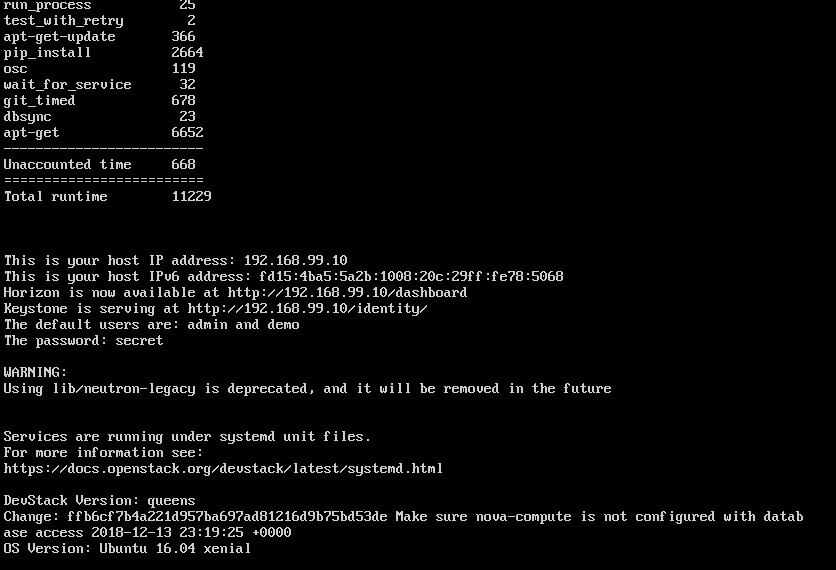 run_process 25
test_with_retry 2
apt-get-update 366
pip_install 2664
osc 119
wait_for_service 32
git_timed 678
dbsync 23
apt-get 6652
-------------------------
Unaccounted time 668
=========================
Total runtime 11229
This is your host IP address: 192.168.99.10
This is your host IPv6 address: fd15:4ba5:5a2b:1008:20c:29ff:fe78:5068
Horizon is now available at http://192.168.99.10/dashboard
Keystone is serving at http://192.168.99.10/identity/
The default users are: admin and demo
The password: secret
WARNING:
Using lib/neutron-legacy is deprecated, and it will be removed in the future
Services are running under systemd unit files.
For more information see:
https://docs.openstack.org/devstack/latest/systemd.html
DevStack Version: queens
Change: ffb6cf7b4a221d957ba697ad81216d9b75bd53de Make sure nova-compute is not configured with datab
ase access 2018-12-13 23:19:25 +0000
OS Version: Ubuntu 16.04 xenial